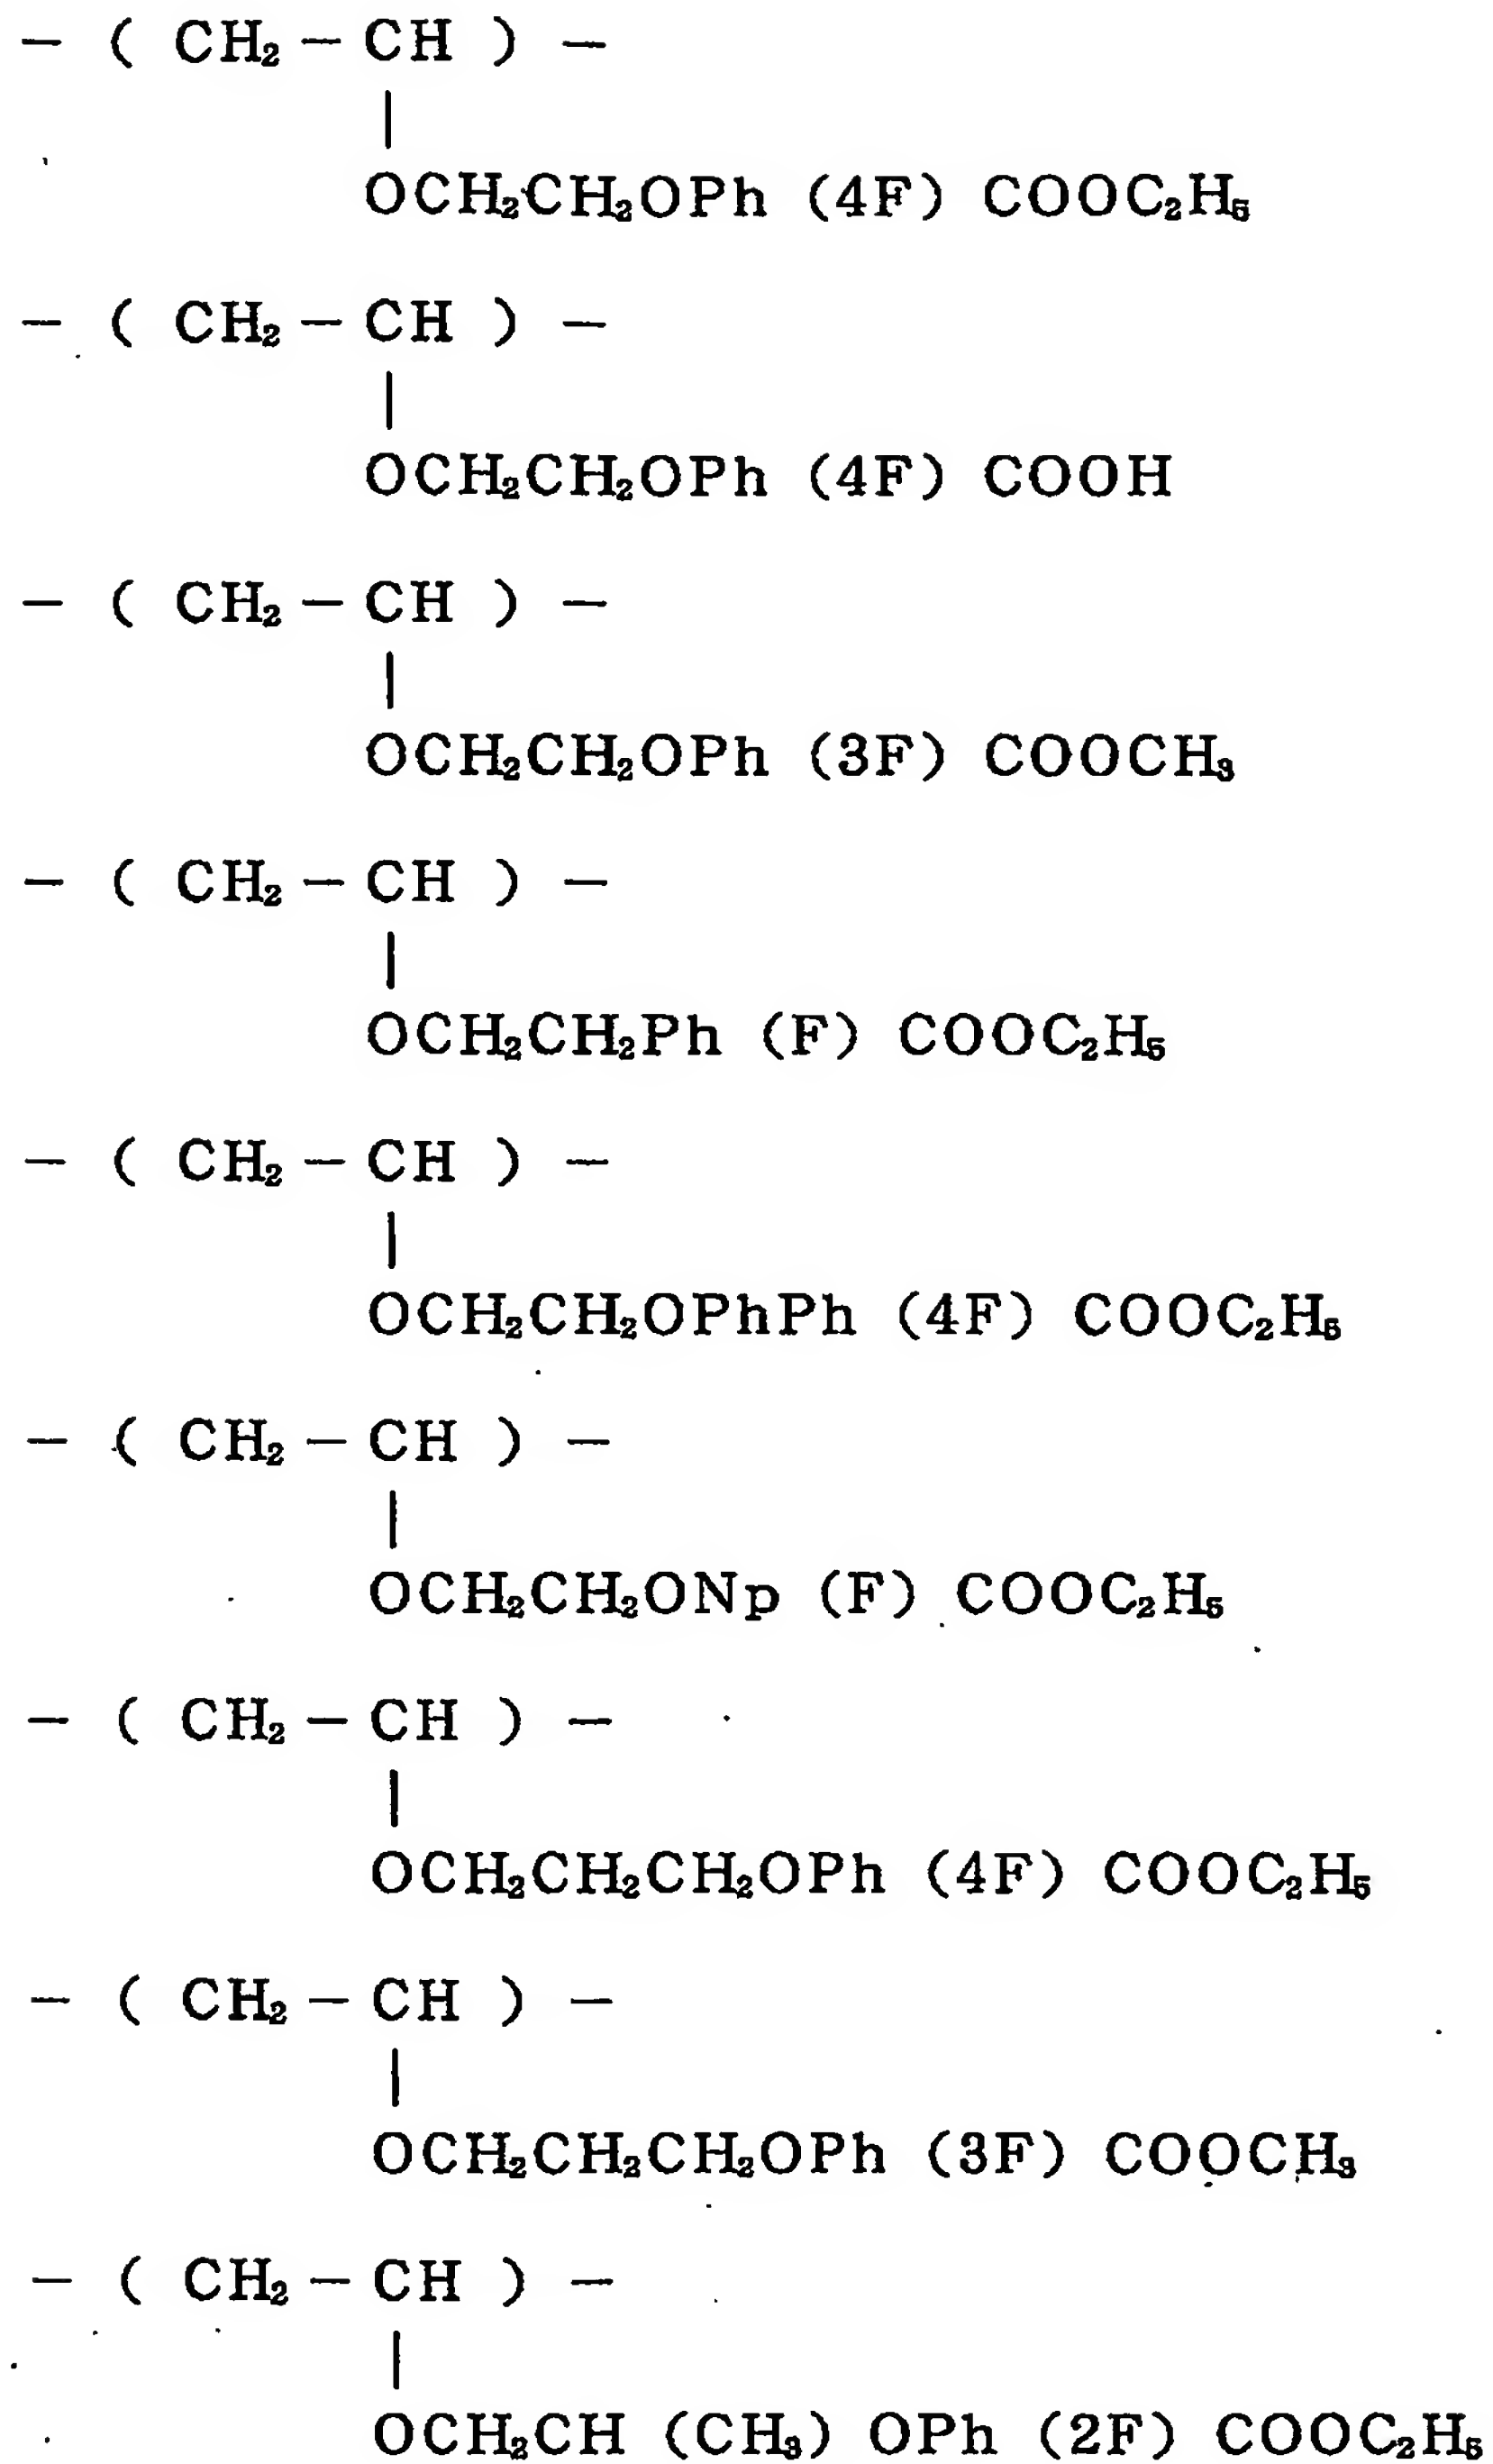 — ( CH₂ — CH ) —
|
OCH₂CH₂OPh (4F) COOC₂H₅
— ( CH₂ — CH ) —
|
OCH₂CH₂OPh (4F) COOH
— ( CH₂ — CH ) —
|
OCH₂CH₂OPh (3F) COOCH₃
— ( CH₂ — CH ) —
|
OCH₂CH₂Ph (F) COOC₂H₅
— ( CH₂ — CH ) —
|
OCH₂CH₂OPhPh (4F) COOC₂H₅
— ( CH₂ — CH ) —
|
OCH₂CH₂ONp (F) COOC₂H₅
— ( CH₂ — CH ) —
|
OCH₂CH₂CH₂OPh (4F) COOC₂H₅
— ( CH₂ — CH ) —
|
OCH₂CH₂CH₂OPh (3F) COOCH₃
— ( CH₂ — CH ) —
|
OCH₂CH (CH₃) OPh (2F) COOC₂H₅